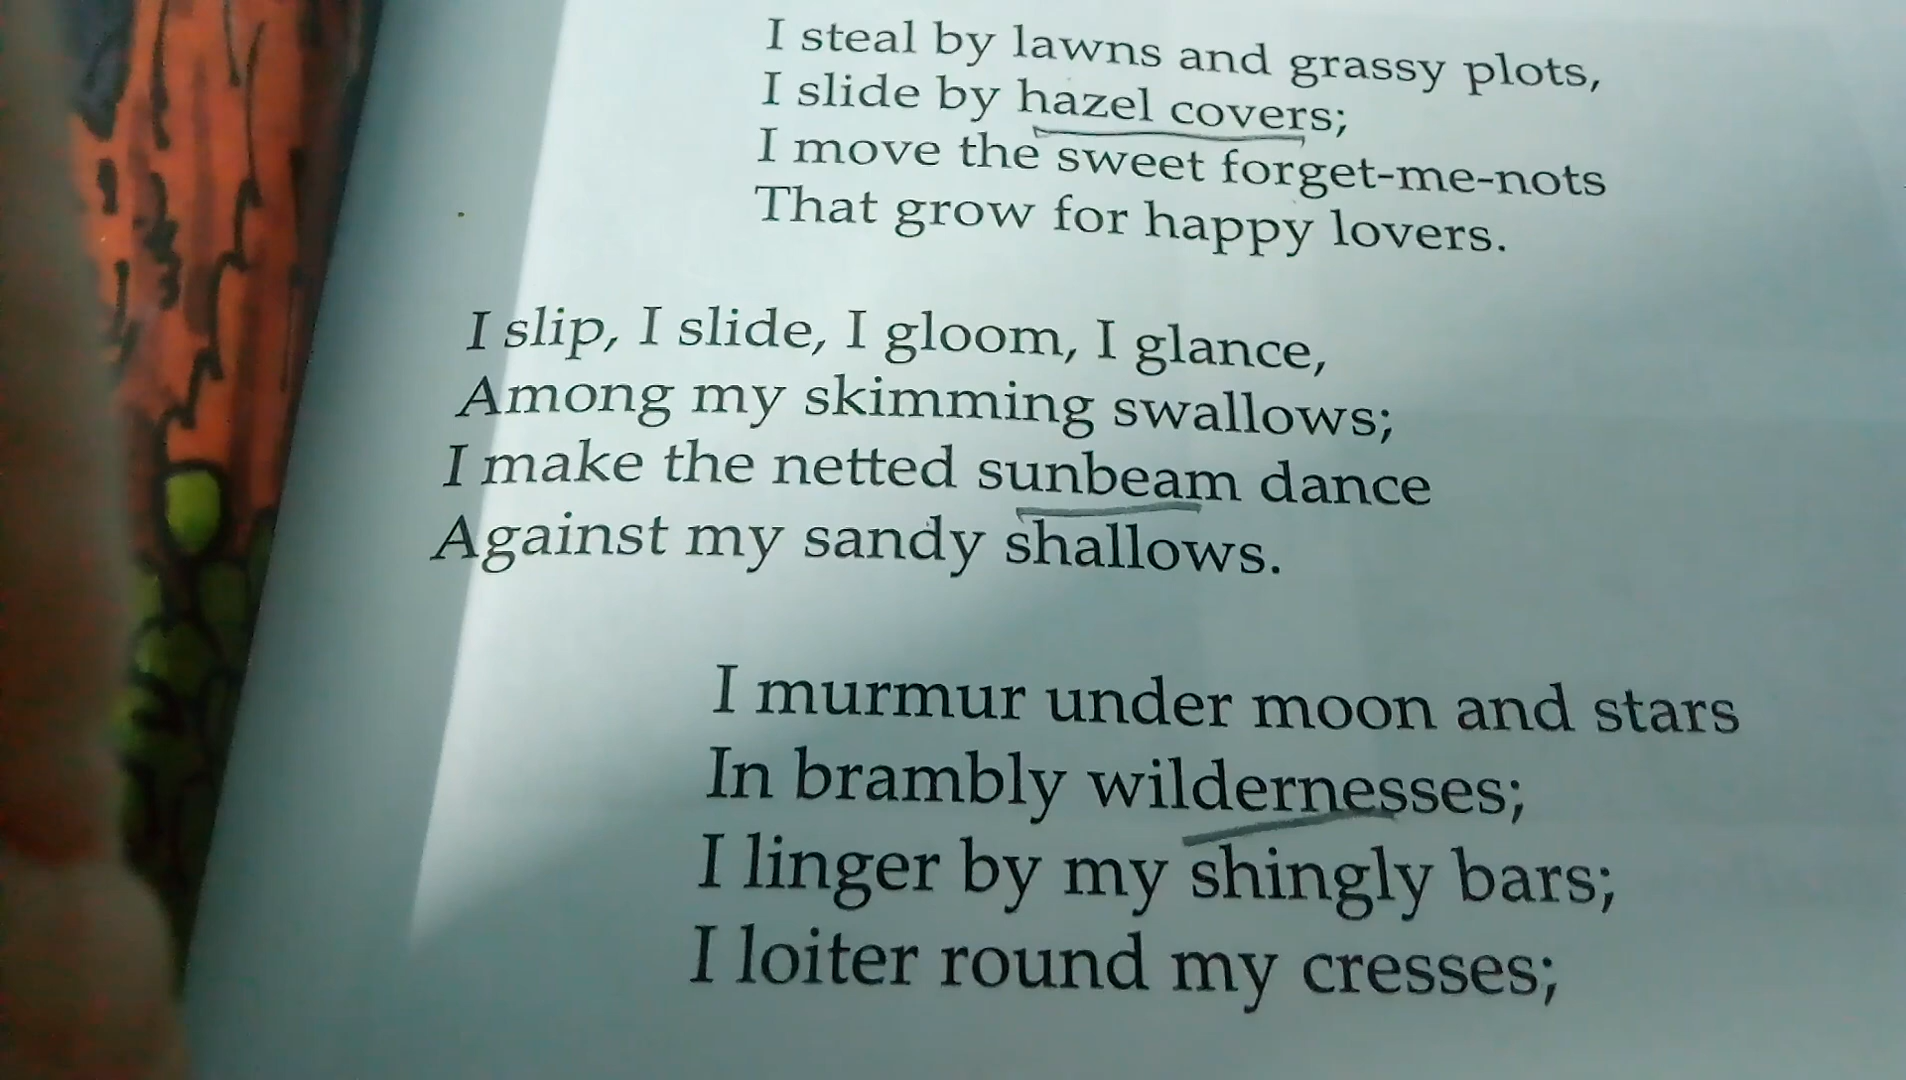 I steal by lawns and grassy plots,
I slide by hazel covers;
I move the sweet forget-me-nots
That grow for happy lovers.
I slip, I slide, I gloom, I glance,
Among my skimming swallows;
I make the netted sunbeam dance
Against my sandy shallows.
I murmur under moon and stars
In brambly wildernesses;
I linger by my shingly bars;
I loiter round my cresses;